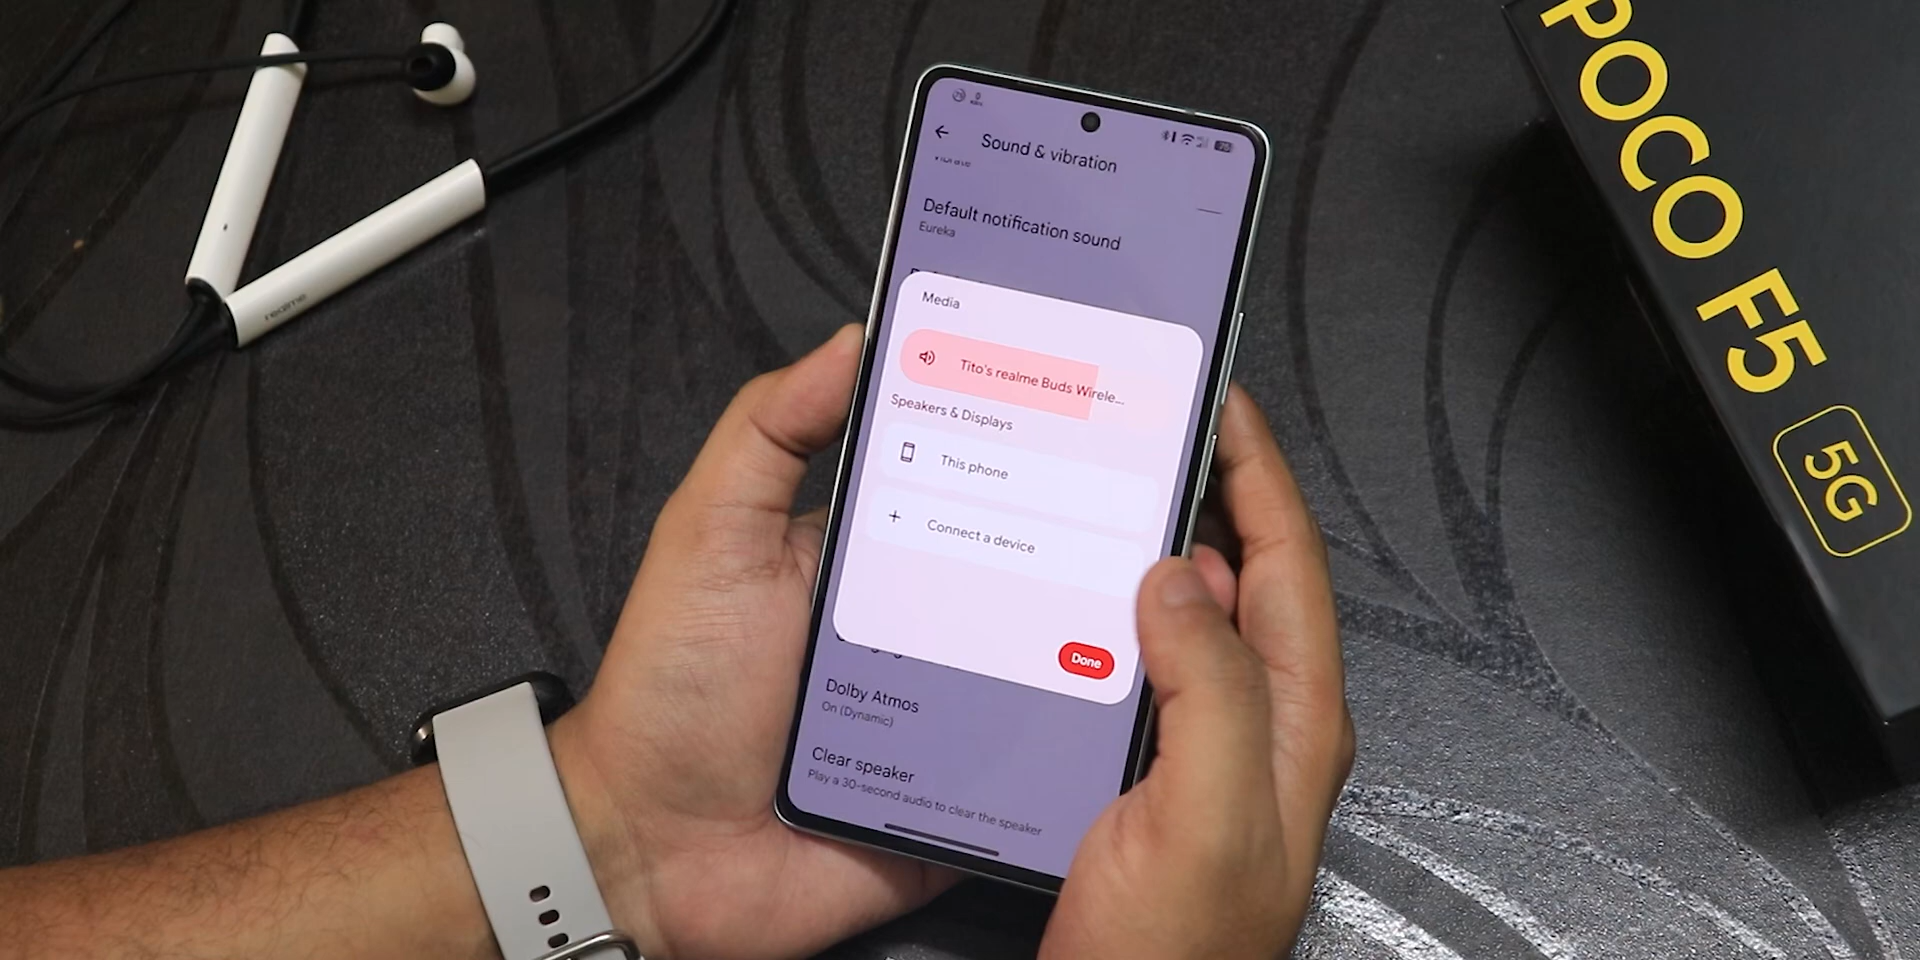 Sound & vibration
Default notification sound
Eureka
Media
Tito's realme Buds Wirele...
Speakers & Displays
This phone
Connect a device
Done
Dolby Atmos
On (Dynamic)
Clear speaker
Play a 30-second audio to clear the speaker
realme
POCO F5
5G